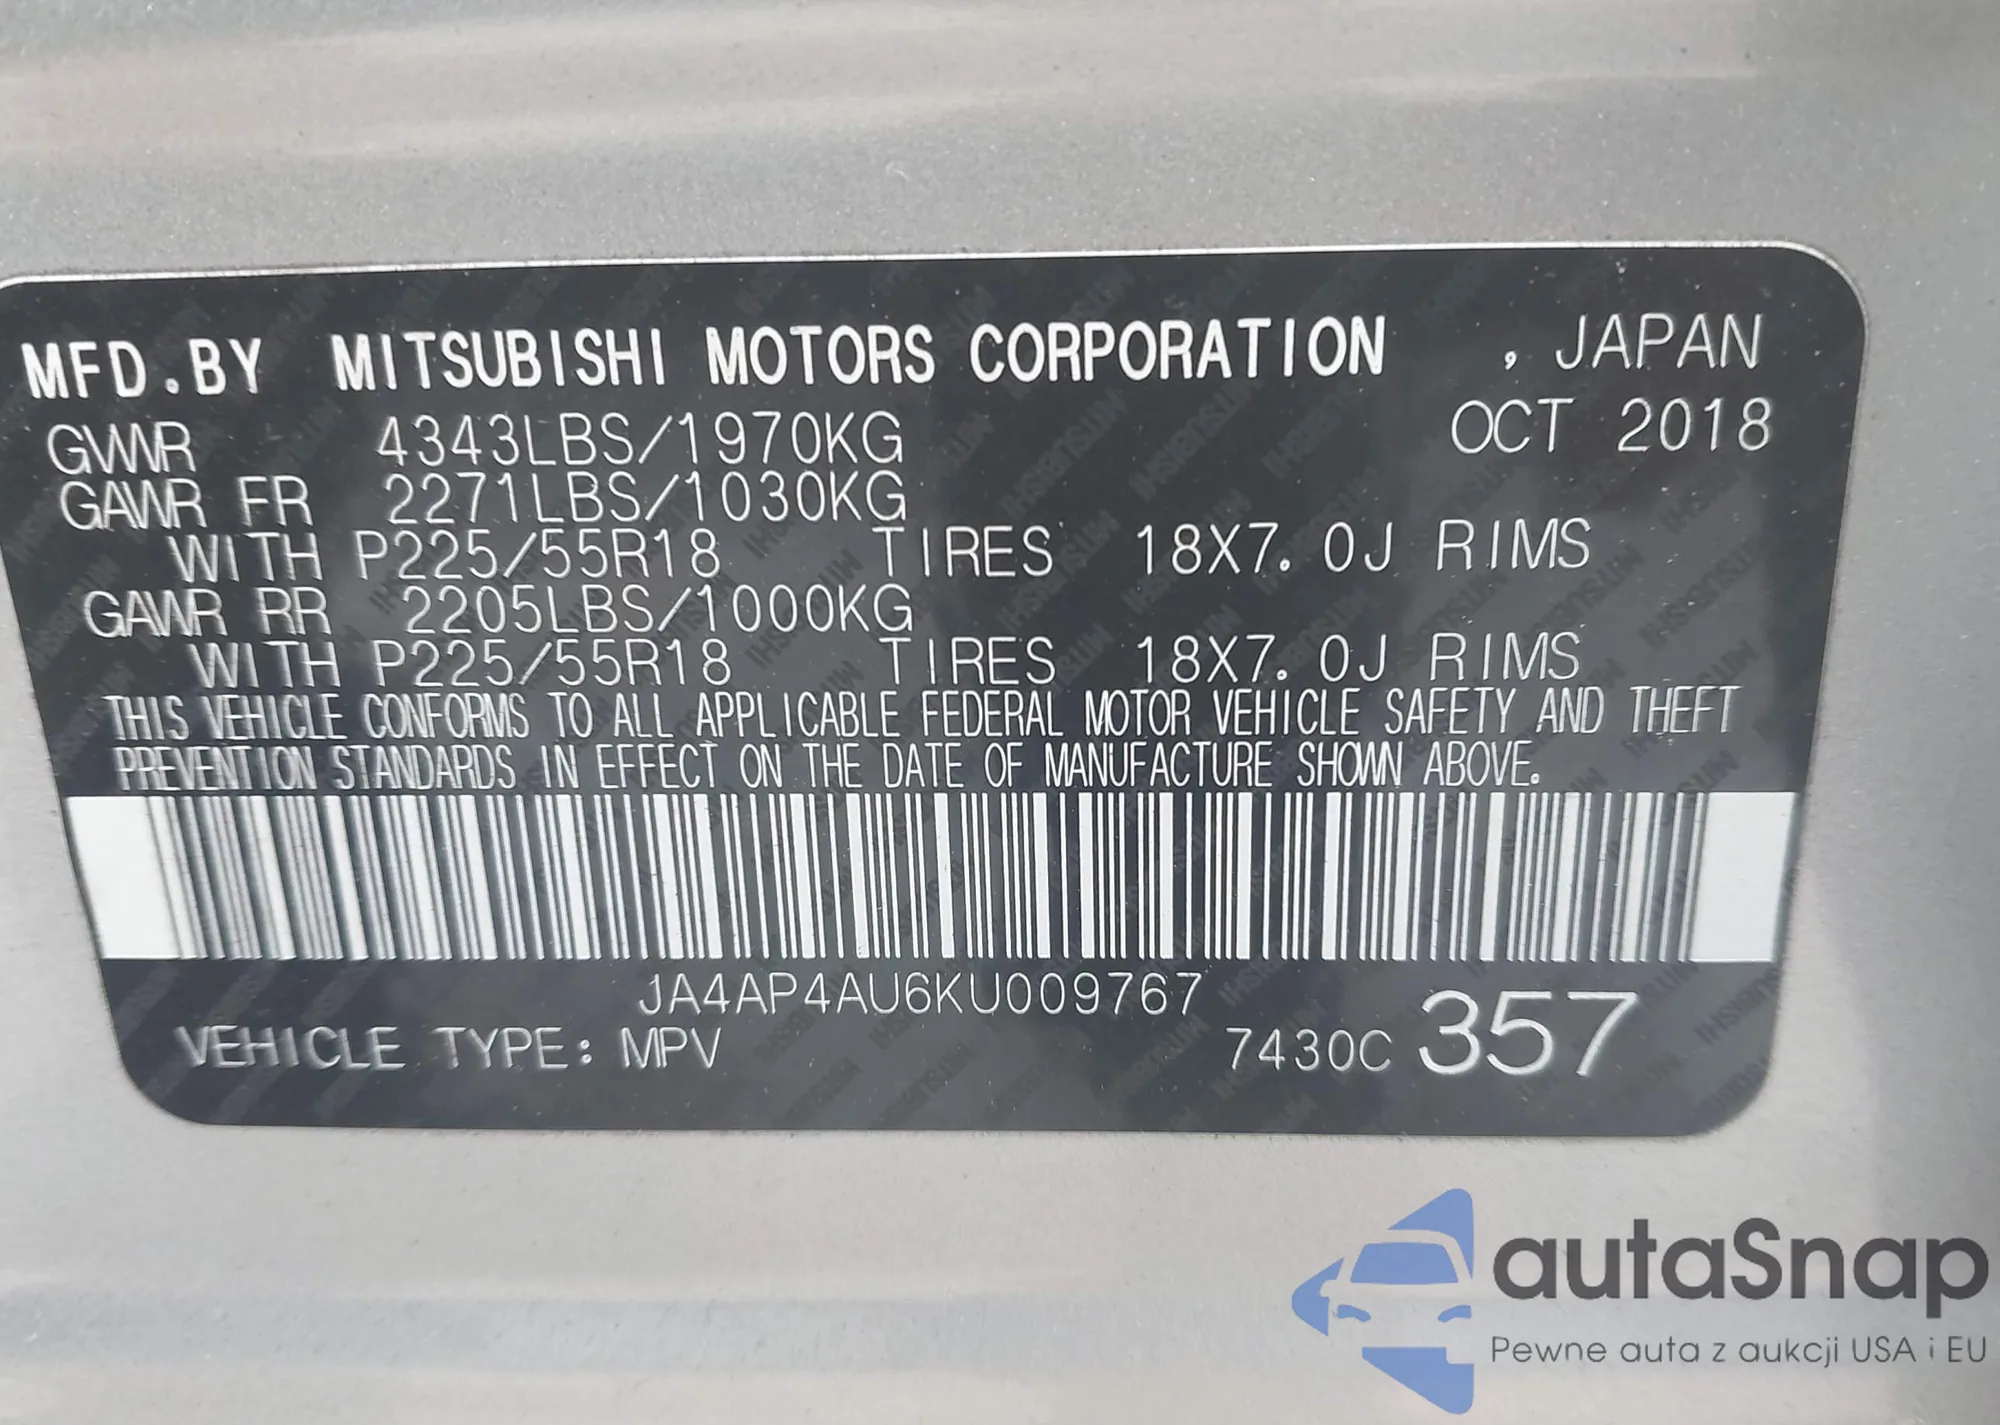 MFD.BY MITSUBISHI MOTORS CORPORATION , JAPAN
GVWR 4343LBS/1970KG OCT 2018
GAWR FR 2271LBS/1030KG
WITH P225/55R18 TIRES 18X7.0J RIMS
GAWR RR 2205LBS/1000KG
WITH P225/55R18 TIRES 18X7.0J RIMS
THIS VEHICLE CONFORMS TO ALL APPLICABLE FEDERAL MOTOR VEHICLE SAFETY AND THEFT
PREVENTION STANDARDS IN EFFECT ON THE DATE OF MANUFACTURE SHOWN ABOVE.
JA4AP4AU6KU009767
VEHICLE TYPE: MPV 7430C 357
autaSnap
Pewne auta z aukcji USA i EU